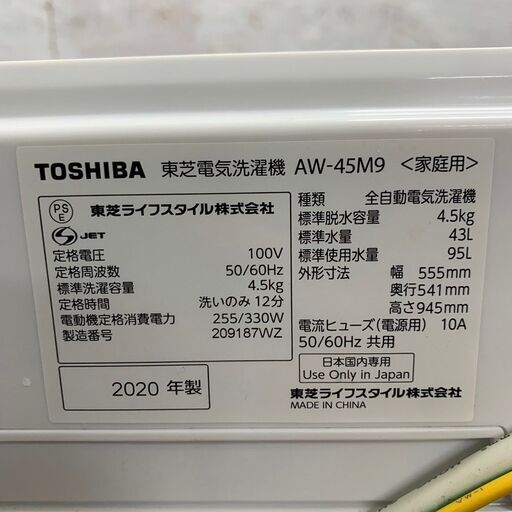 TOSHIBA 東芝電気洗濯機 AW-45M9 <家庭用>
PS
E
東芝ライフスタイル株式会社
JET
定格電圧 100V
定格周波数 50/60Hz
標準洗濯容量 4.5kg
定格時間 洗いのみ 12分
電動機定格消費電力 255/330W
製造番号 209187WZ
2020 年製
種類 全自動電気洗濯機
標準脱水容量 4.5kg
標準水量 43L
標準使用水量 95L
外形寸法 幅 555mm
奥行541mm
高さ945mm
電流ヒューズ(電源用) 10A
50/60Hz 共用
日本国内専用
Use Only in Japan
東芝ライフスタイル株式会社
MADE IN CHINA